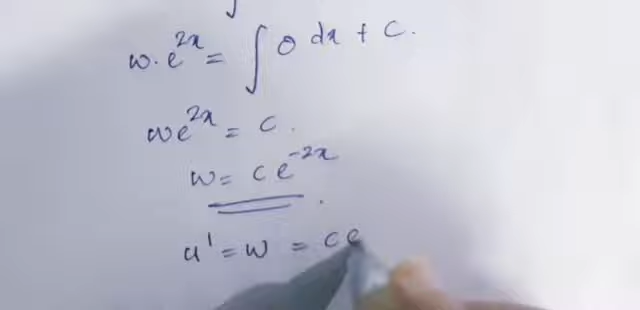 w·e^{2x} = ∫ 0 dx + c.
we^{2x} = c.
w = ce^{-2x}.
u' = w = ce